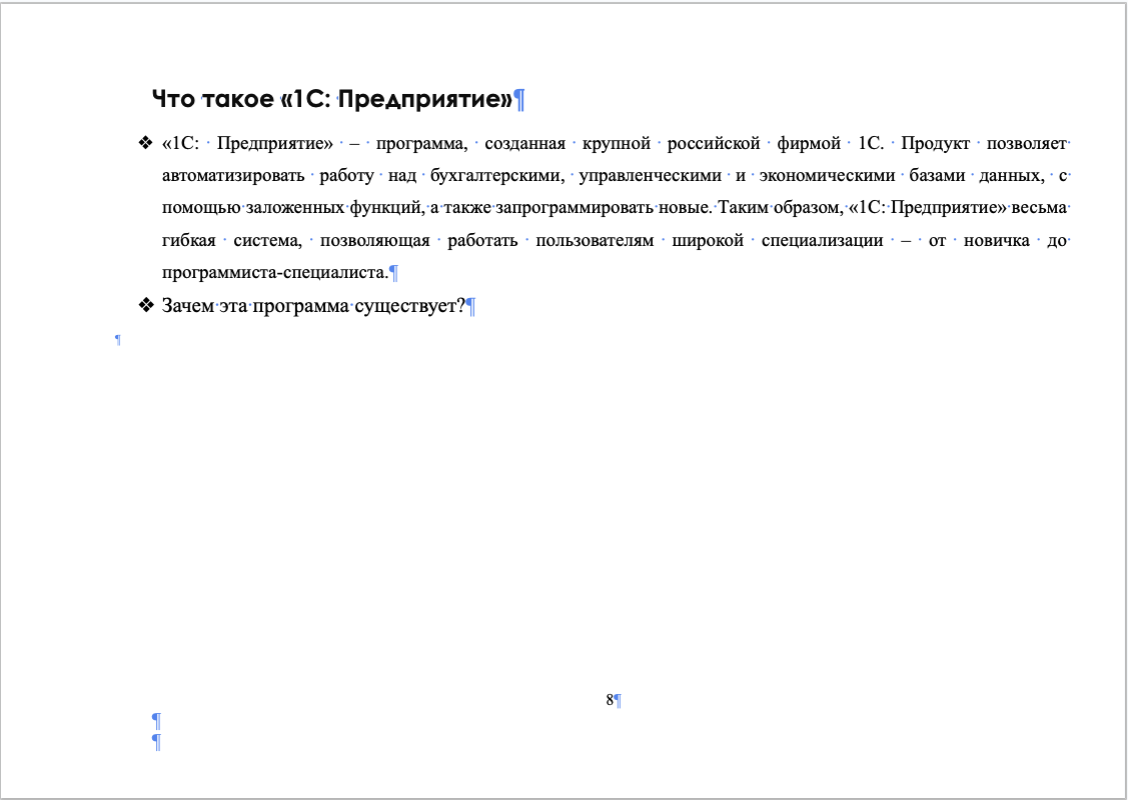 Что такое «1С: Предприятие»¶
❖ «1С: Предприятие» – программа, созданная крупной российской фирмой 1С. Продукт позволяет
автоматизировать работу над бухгалтерскими, управленческими и экономическими базами данных, с
помощью заложенных функций, а также запрограммировать новые. Таким образом, «1С: Предприятие» весьма
гибкая система, позволяющая работать пользователям широкой специализации – от новичка до
программиста-специалиста.¶
❖ Зачем эта программа существует?¶
¶
8¶
¶
¶